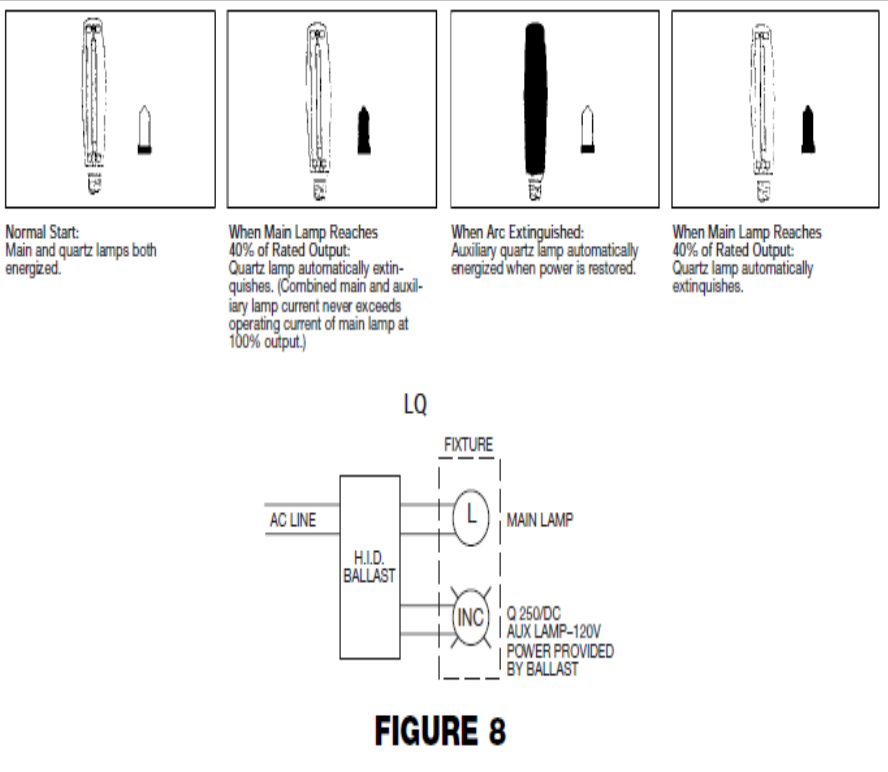 Normal Start:
Main and quartz lamps both
energized.
When Main Lamp Reaches
40% of Rated Output:
Quartz lamp automatically extin-
quishes. (Combined main and auxil-
iary lamp current never exceeds
operating current of main lamp at
100% output.)
When Arc Extinguished:
Auxiliary quartz lamp automatically
energized when power is restored.
When Main Lamp Reaches
40% of Rated Output:
Quartz lamp automatically
extinquishes.
LQ
FIXTURE
AC LINE
L
MAIN LAMP
H.I.D.
BALLAST
INC
Q 250/DC
AUX LAMP–120V
POWER PROVIDED
BY BALLAST
FIGURE 8